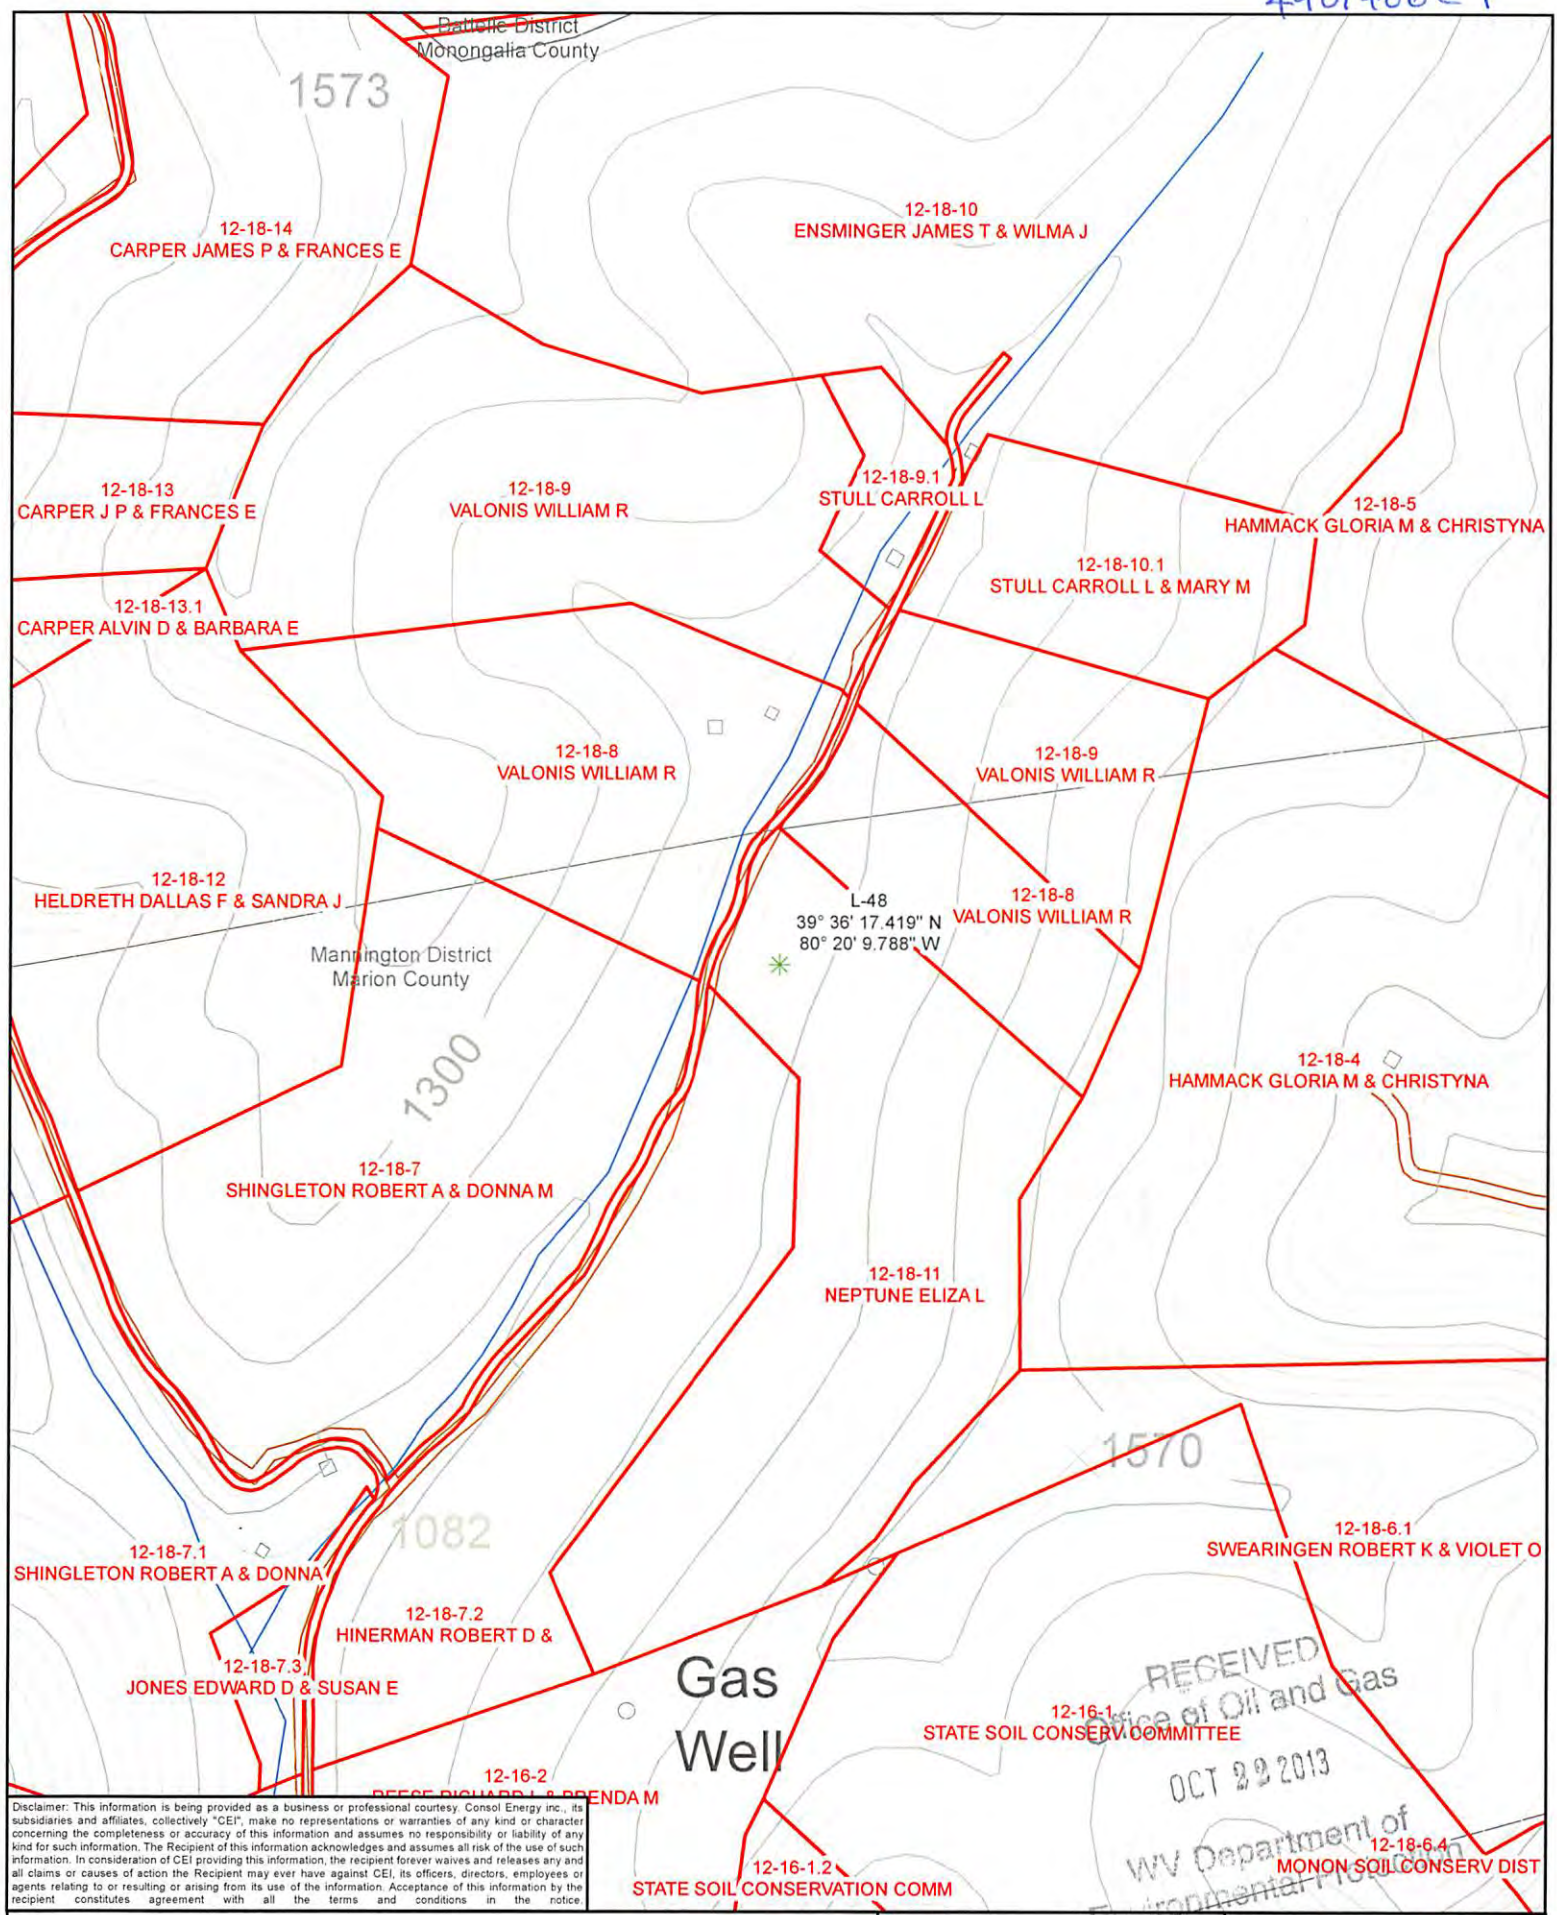 Battelle District
Monongalia County
1573
12-18-14
CARPER JAMES P & FRANCES E
12-18-10
ENSMINGER JAMES T & WILMA J
12-18-13
CARPER J P & FRANCES E
12-18-9
VALONIS WILLIAM R
12-18-9.1
STULL CARROLL L
12-18-5
HAMMACK GLORIA M & CHRISTYNA
12-18-10.1
STULL CARROLL L & MARY M
12-18-13.1
CARPER ALVIN D & BARBARA E
12-18-8
VALONIS WILLIAM R
12-18-9
VALONIS WILLIAM R
12-18-12
HELDRETH DALLAS F & SANDRA J
L-48
39° 36' 17.419" N
80° 20' 9.788" W
12-18-8
VALONIS WILLIAM R
Mannington District
Marion County
1300
12-18-4
HAMMACK GLORIA M & CHRISTYNA
12-18-7
SHINGLETON ROBERT A & DONNA M
12-18-11
NEPTUNE ELIZA L
1570
1082
12-18-7.1
SHINGLETON ROBERT A & DONNA
12-18-6.1
SWEARINGEN ROBERT K & VIOLET O
12-18-7.2
HINERMAN ROBERT D &
12-18-7.3
JONES EDWARD D & SUSAN E
Gas
Well
RECEIVED
Office of Oil and Gas
12-16-1
STATE SOIL CONSERV COMMITTEE
OCT 22 2013
12-16-2
REESE RICHARD L & BRENDA M
WV Department of
Environmental Protection
12-18-6.4
MONON SOIL CONSERV DIST
12-16-1.2
STATE SOIL CONSERVATION COMM
Disclaimer: This information is being provided as a business or professional courtesy. Consol Energy inc., its
subsidiaries and affiliates, collectively "CEI", make no representations or warranties of any kind or character
concerning the completeness or accuracy of this information and assumes no responsibility or liability of any
kind for such information. The Recipient of this information acknowledges and assumes all risk of the use of such
information. In consideration of CEI providing this information, the recipient forever waives and releases any and
all claims or causes of action the Recipient may ever have against CEI, its officers, directors, employees or
agents relating to or resulting or arising from its use of the information. Acceptance of this information by the
recipient constitutes agreement with all the terms and conditions in the notice.